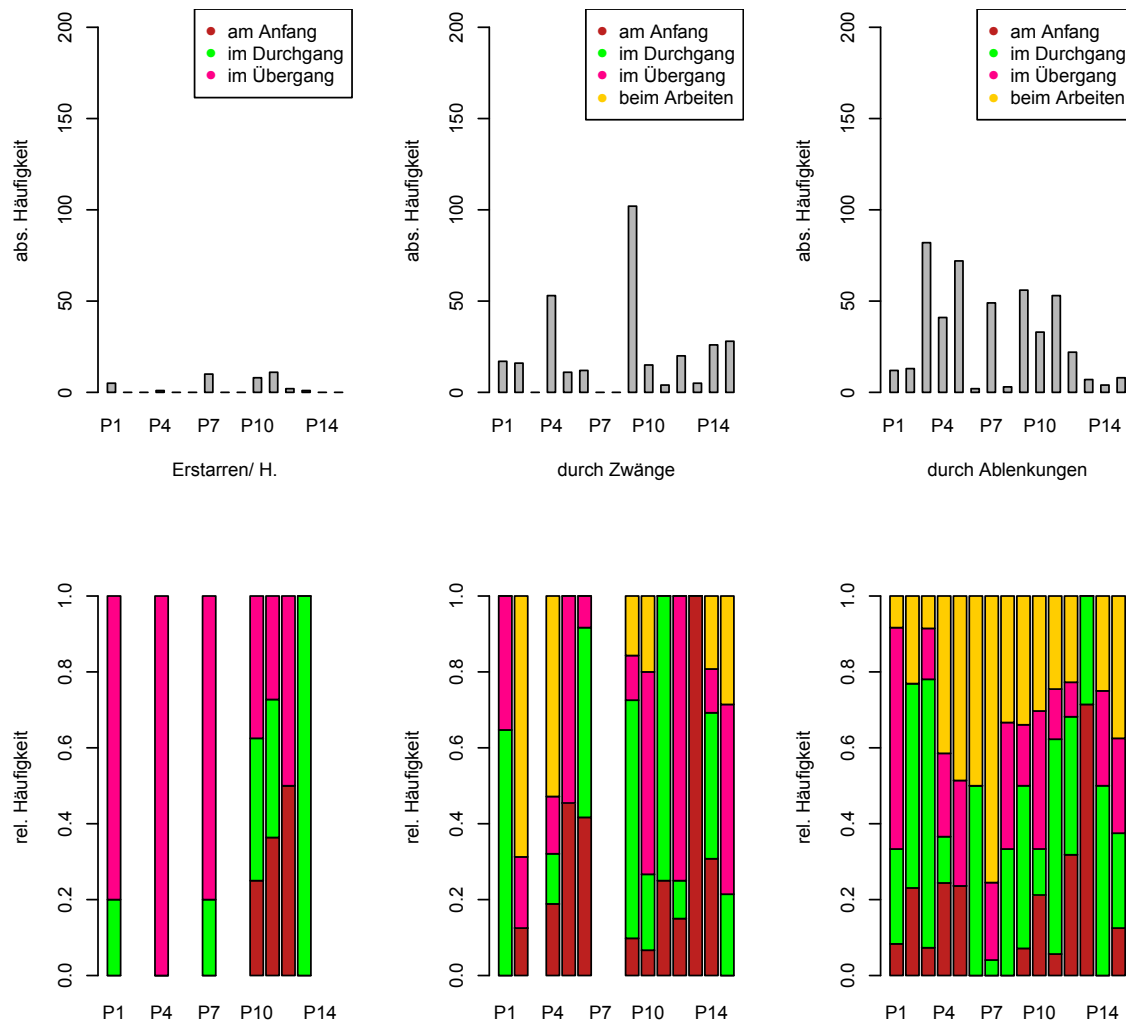 am Anfang
im Durchgang
im Übergang
abs. Häufigkeit
0 50 100 150 200
P1 P4 P7 P10 P14
Erstarren/ H.
am Anfang
im Durchgang
im Übergang
beim Arbeiten
abs. Häufigkeit
0 50 100 150 200
P1 P4 P7 P10 P14
durch Zwänge
am Anfang
im Durchgang
im Übergang
beim Arbeiten
abs. Häufigkeit
0 50 100 150 200
P1 P4 P7 P10 P14
durch Ablenkungen
rel. Häufigkeit
0.0 0.2 0.4 0.6 0.8 1.0
P1 P4 P7 P10 P14
rel. Häufigkeit
0.0 0.2 0.4 0.6 0.8 1.0
P1 P4 P7 P10 P14
rel. Häufigkeit
0.0 0.2 0.4 0.6 0.8 1.0
P1 P4 P7 P10 P14